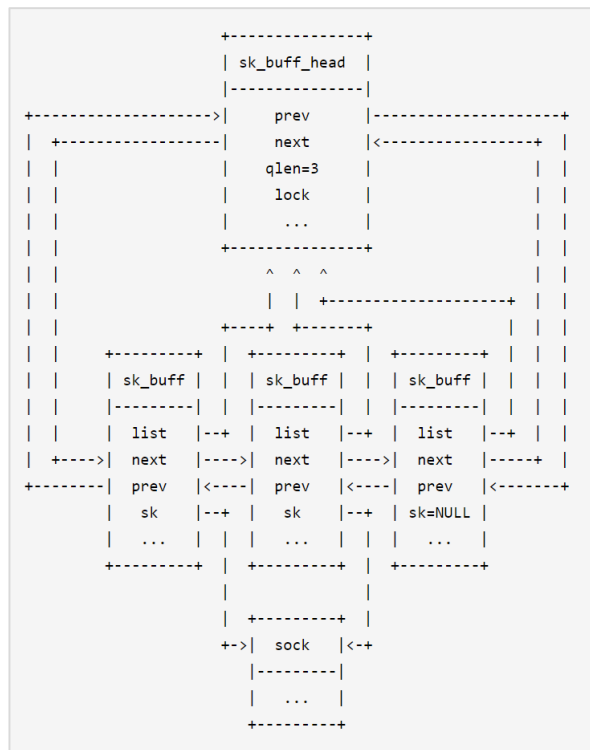 +---------------+
| sk_buff_head  |
|---------------|
+-------------------->|     prev      |---------------------+
|  +------------------|     next      |<-----------------+  |
|  |                  |    qlen=3     |                  |  |
|  |                  |     lock      |                  |  |
|  |                  |      ...      |                  |  |
|  |                  +---------------+                  |  |
|  |                      ^  ^  ^                        |  |
|  |                      |  |  +--------------------+   |  |
|  |                 +----+  +-------+               |  |  |
|  |     +---------+  |  +---------+  |  +---------+  |  |  |
|  |     | sk_buff |  |  | sk_buff |  |  | sk_buff |  |  |  |
|  |     |---------|  |  |---------|  |  |---------|  |  |  |
|  |     |  list   |--+  |  list   |--+  |  list   |--+  |  |
|  +---->|  next   |---->|  next   |---->|  next   |-----+  |
+--------|  prev   |<----|  prev   |<----|  prev   |<-------+
|   sk    |--+  |   sk    |--+  | sk=NULL |
|   ...   |  |  |   ...   |  |  |   ...   |
+---------+  |  +---------+  |  +---------+
|               |
|  +---------+  |
+->|  sock   |<-+
|---------|
|   ...   |
+---------+